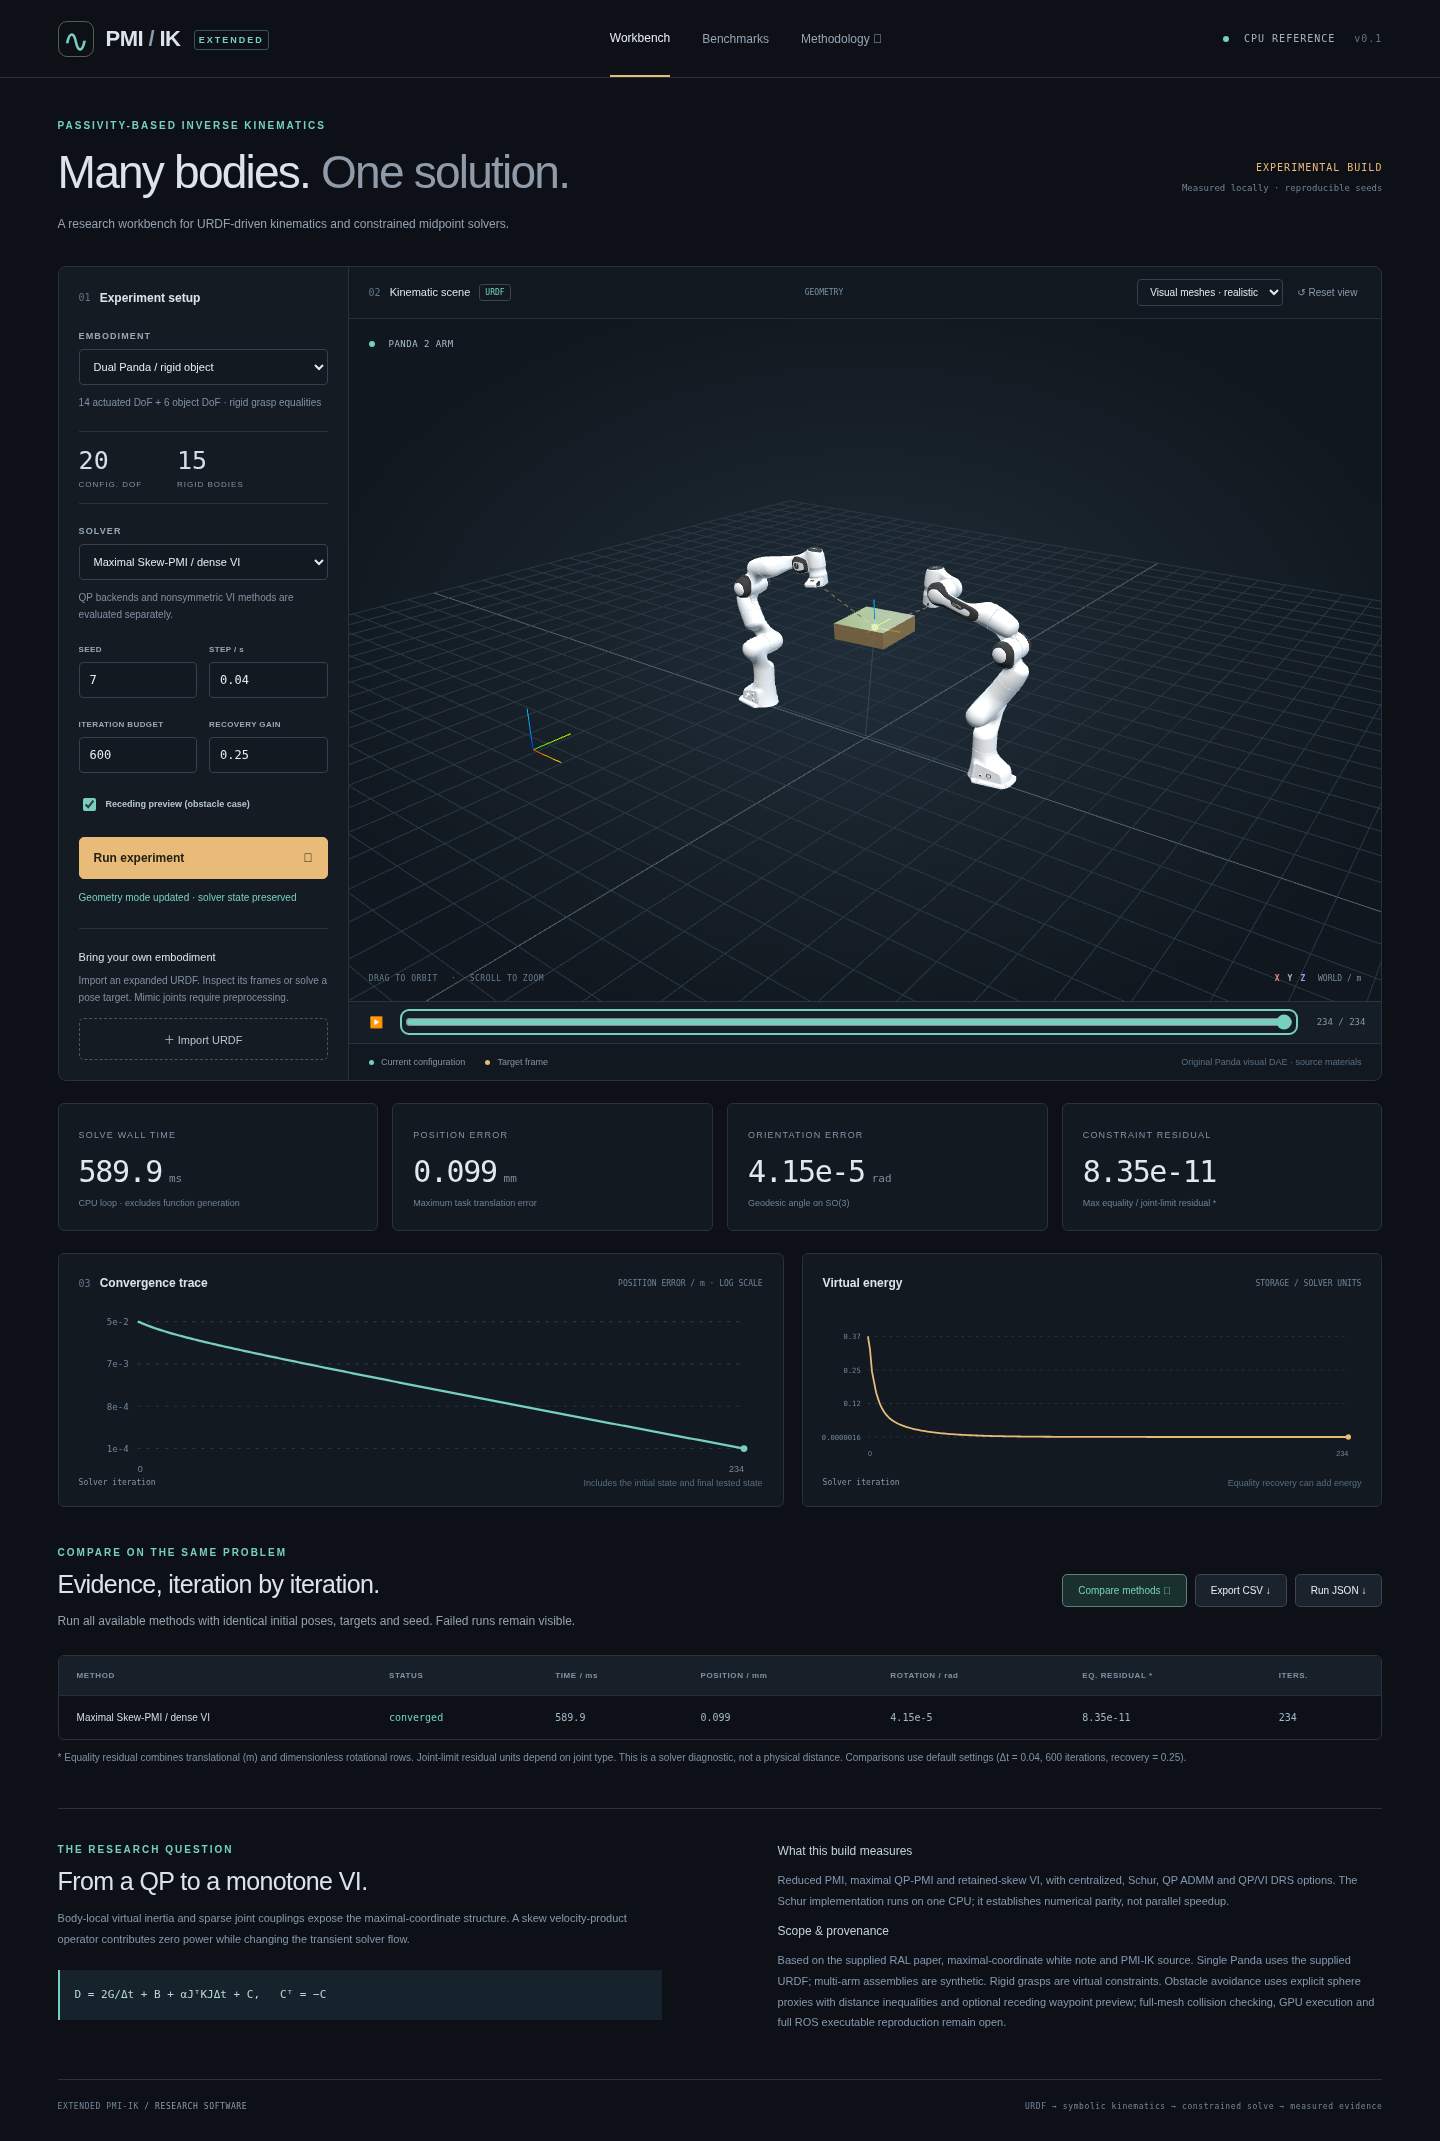 PMI / IK EXTENDED
Workbench Benchmarks Methodology
CPU REFERENCE v0.1
PASSIVITY-BASED INVERSE KINEMATICS
Many bodies. One solution.
EXPERIMENTAL BUILD
Measured locally · reproducible seeds
A research workbench for URDF-driven kinematics and constrained midpoint solvers.
01 Experiment setup
EMBODIMENT
Dual Panda / rigid object
14 actuated DoF + 6 object DoF · rigid grasp equalities
20 15
CONFIG. DOF RIGID BODIES
SOLVER
Maximal Skew-PMI / dense VI
QP backends and nonsymmetric VI methods are
evaluated separately.
SEED STEP / s
7 0.04
ITERATION BUDGET RECOVERY GAIN
600 0.25
Receding preview (obstacle case)
Run experiment
Geometry mode updated · solver state preserved
Bring your own embodiment
Import an expanded URDF. Inspect its frames or solve a
pose target. Mimic joints require preprocessing.
+ Import URDF
02 Kinematic scene URDF
GEOMETRY
Visual meshes · realistic
↺ Reset view
PANDA 2 ARM
DRAG TO ORBIT · SCROLL TO ZOOM
X Y Z WORLD / m
234 / 234
Current configuration Target frame
Original Panda visual DAE · source materials
SOLVE WALL TIME
589.9 ms
CPU loop · excludes function generation
POSITION ERROR
0.099 mm
Maximum task translation error
ORIENTATION ERROR
4.15e-5 rad
Geodesic angle on SO(3)
CONSTRAINT RESIDUAL
8.35e-11
Max equality / joint-limit residual *
03 Convergence trace
POSITION ERROR / m · LOG SCALE
5e-2
7e-3
8e-4
1e-4
0 234
Solver iteration
Includes the initial state and final tested state
Virtual energy
STORAGE / SOLVER UNITS
0.37
0.25
0.12
0.0000016
0 234
Solver iteration
Equality recovery can add energy
COMPARE ON THE SAME PROBLEM
Evidence, iteration by iteration.
Run all available methods with identical initial poses, targets and seed. Failed runs remain visible.
Compare methods
Export CSV ↓
Run JSON ↓
METHOD STATUS TIME / ms POSITION / mm ROTATION / rad EQ. RESIDUAL * ITERS.
Maximal Skew-PMI / dense VI converged 589.9 0.099 4.15e-5 8.35e-11 234
* Equality residual combines translational (m) and dimensionless rotational rows. Joint-limit residual units depend on joint type. This is a solver diagnostic, not a physical distance. Comparisons use default settings (Δt = 0.04, 600 iterations, recovery = 0.25).
THE RESEARCH QUESTION
From a QP to a monotone VI.
Body-local virtual inertia and sparse joint couplings expose the maximal-coordinate structure. A skew velocity-product
operator contributes zero power while changing the transient solver flow.
D = 2G/Δt + B + αJᵀKJΔt + C, Cᵀ = −C
What this build measures
Reduced PMI, maximal QP-PMI and retained-skew VI, with centralized, Schur, QP ADMM and QP/VI DRS options. The
Schur implementation runs on one CPU; it establishes numerical parity, not parallel speedup.
Scope & provenance
Based on the supplied RAL paper, maximal-coordinate white note and PMI-IK source. Single Panda uses the supplied
URDF; multi-arm assemblies are synthetic. Rigid grasps are virtual constraints. Obstacle avoidance uses explicit sphere
proxies with distance inequalities and optional receding waypoint preview; full-mesh collision checking, GPU execution and
full ROS executable reproduction remain open.
EXTENDED PMI-IK / RESEARCH SOFTWARE
URDF → symbolic kinematics → constrained solve → measured evidence